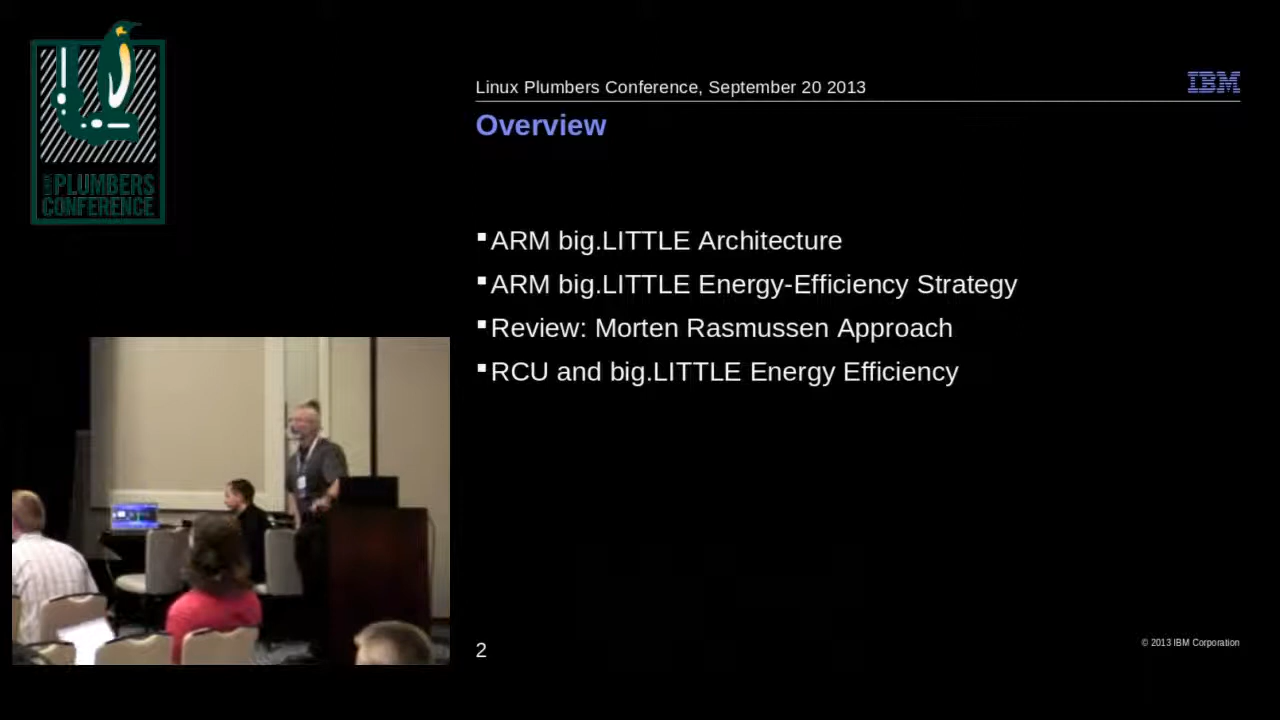 PLUMBERS
CONFERENCE
Linux Plumbers Conference, September 20 2013
IBM
Overview
ARM big.LITTLE Architecture
ARM big.LITTLE Energy-Efficiency Strategy
Review: Morten Rasmussen Approach
RCU and big.LITTLE Energy Efficiency
2
© 2013 IBM Corporation